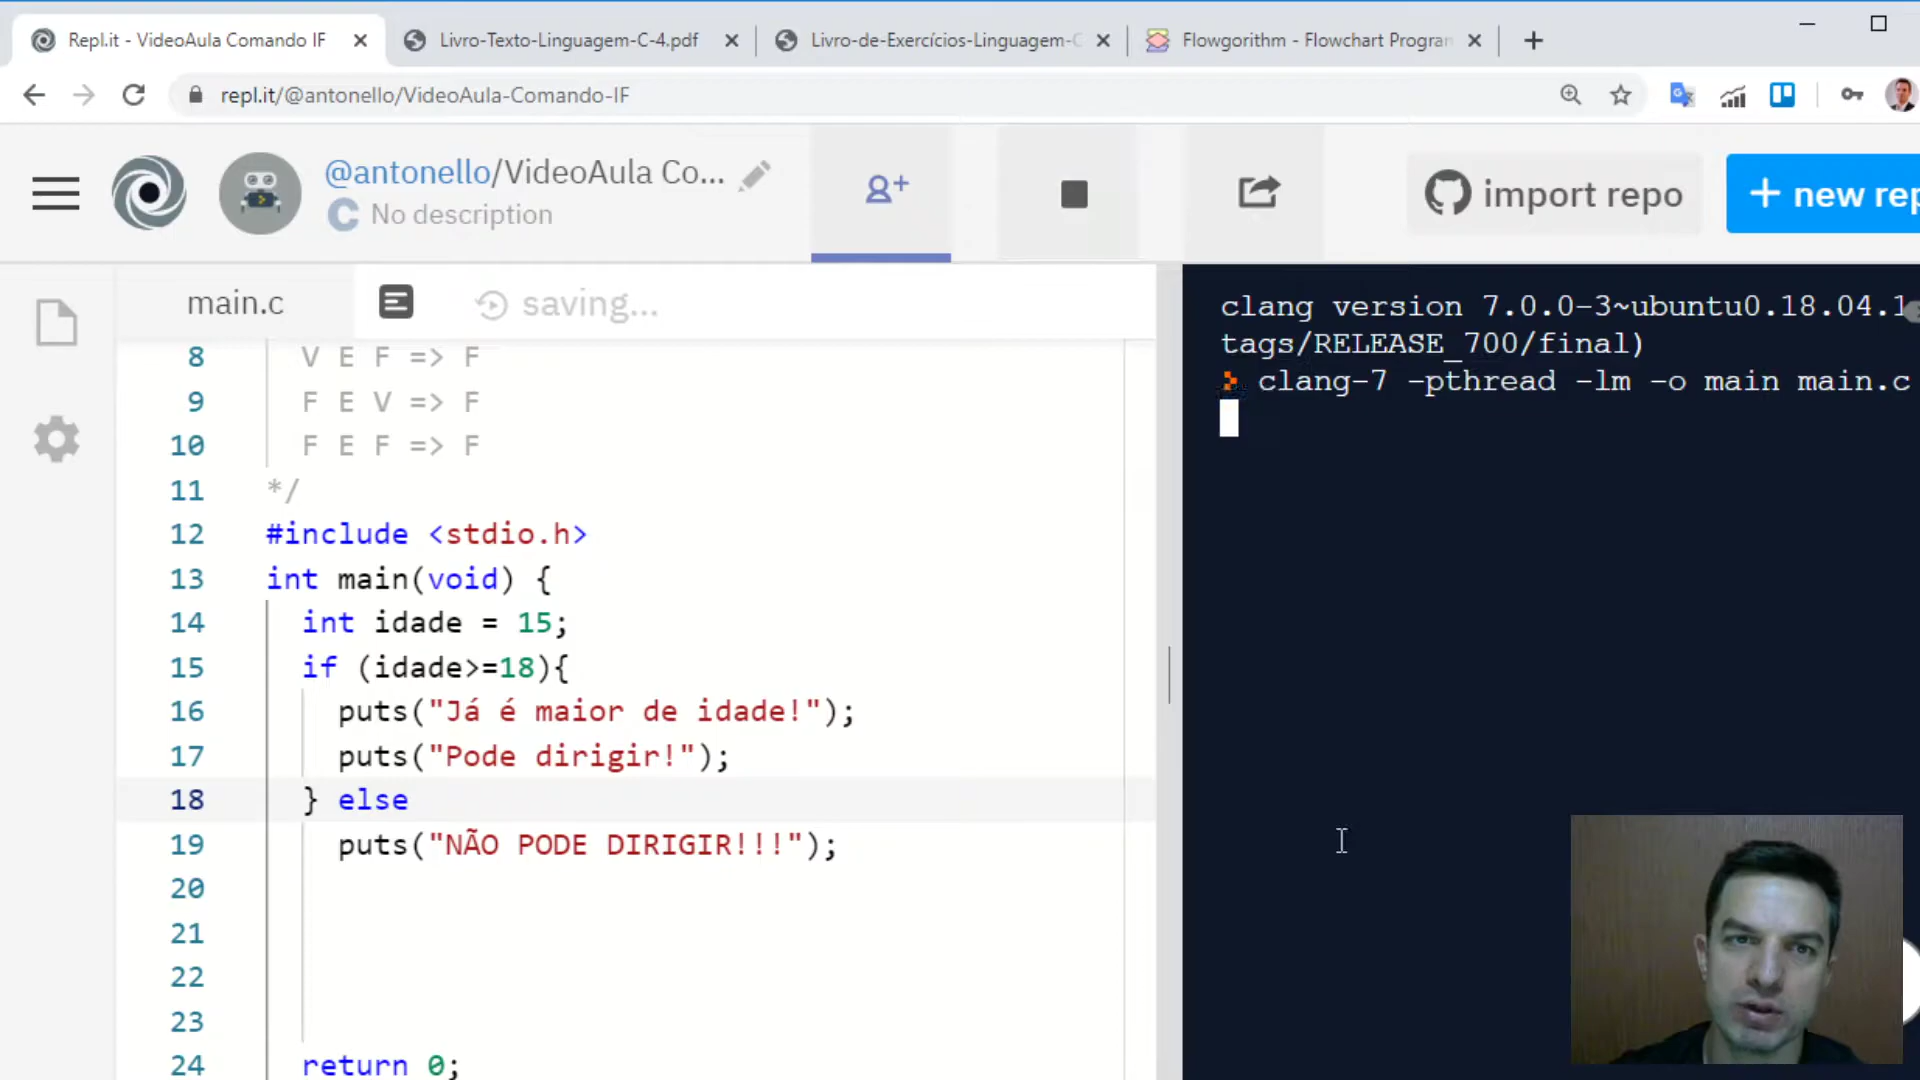 Repl.it - VideoAula Comando IF
Livro-Texto-Linguagem-C-4.pdf
Livro-de-Exercícios-Linguagem-C
Flowgorithm - Flowchart Program
repl.it/@antonello/VideoAula-Comando-IF
@antonello/VideoAula Co...
C No description
import repo
+ new rep
main.c
saving...
clang version 7.0.0-3~ubuntu0.18.04.1
tags/RELEASE_700/final)
clang-7 -pthread -lm -o main main.c
8 V E F => F
9 F E V => F
10 F E F => F
11 */
12 #include <stdio.h>
13 int main(void) {
14 int idade = 15;
15 if (idade>=18){
16 puts("Já é maior de idade!");
17 puts("Pode dirigir!");
18 } else
19 puts("NÃO PODE DIRIGIR!!!");
20
21
22
23
24 return 0;